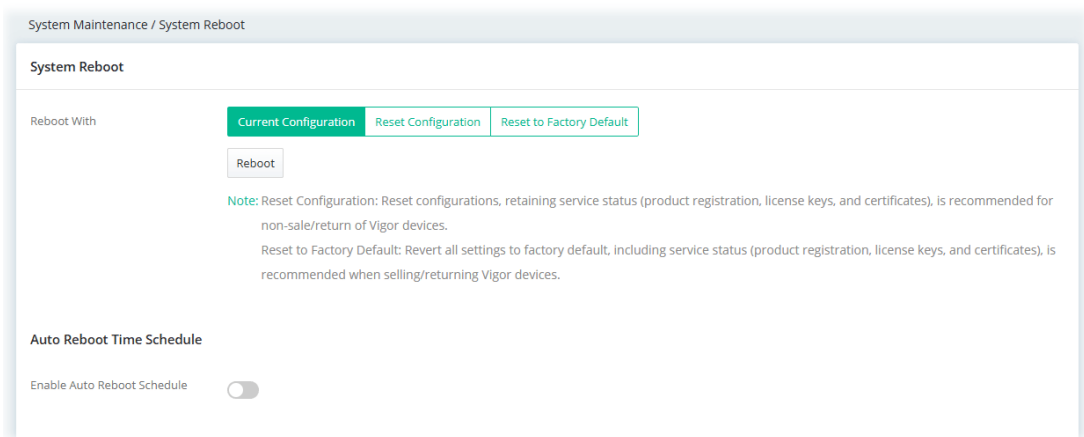 System Maintenance / System Reboot
System Reboot
Reboot With
Current Configuration Reset Configuration Reset to Factory Default
Reboot
Note: Reset Configuration: Reset configurations, retaining service status (product registration, license keys, and certificates), is recommended for
non-sale/return of Vigor devices.
Reset to Factory Default: Revert all settings to factory default, including service status (product registration, license keys, and certificates), is
recommended when selling/returning Vigor devices.
Auto Reboot Time Schedule
Enable Auto Reboot Schedule